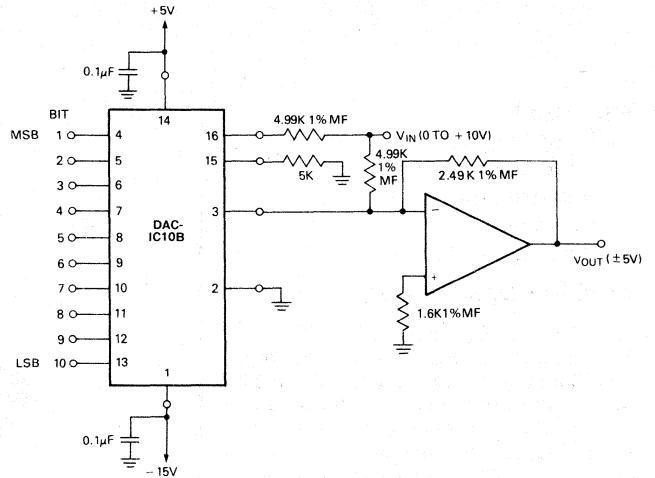 +5V
0.1µF
BIT
14
MSB 1 4
2 5
3 6
4 7
5 8
6 9
7 10
8 11
9 12
LSB 10 13
DAC-
IC10B
16
15
3
2
1
4.99K 1% MF
VIN (0 TO + 10V)
4.99K
1%
MF
5K
2.49K 1% MF
−
+
VOUT (±5V)
1.6K1%MF
0.1µF
−15V